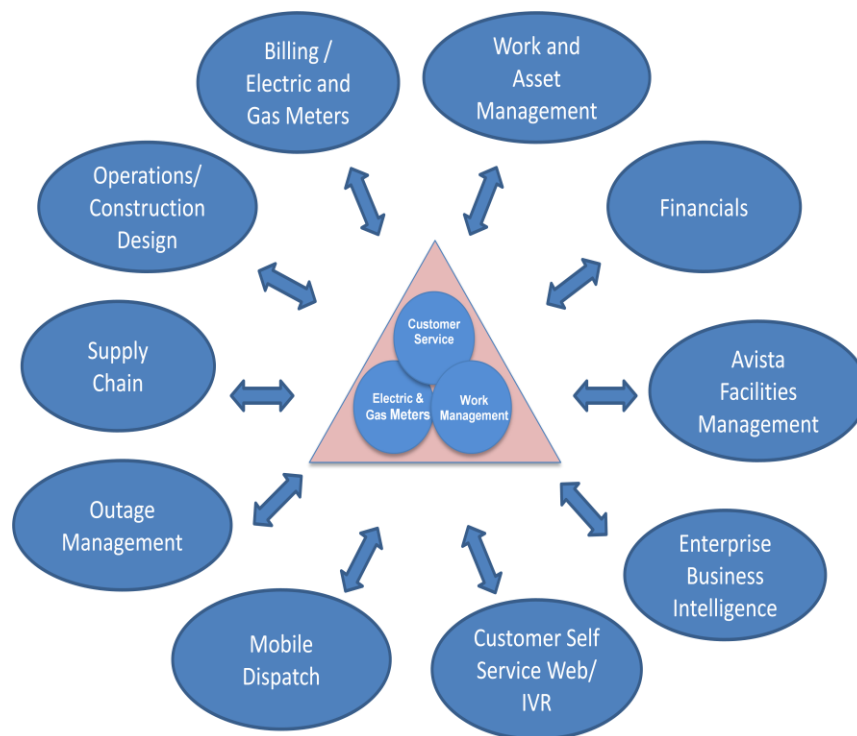 Billing /
Electric and
Gas Meters
Work and
Asset
Management
Operations/
Construction
Design
Financials
Customer
Service
Supply
Chain
Electric &
Gas Meters
Work
Management
Avista
Facilities
Management
Outage
Management
Enterprise
Business
Intelligence
Mobile
Dispatch
Customer Self
Service Web/
IVR